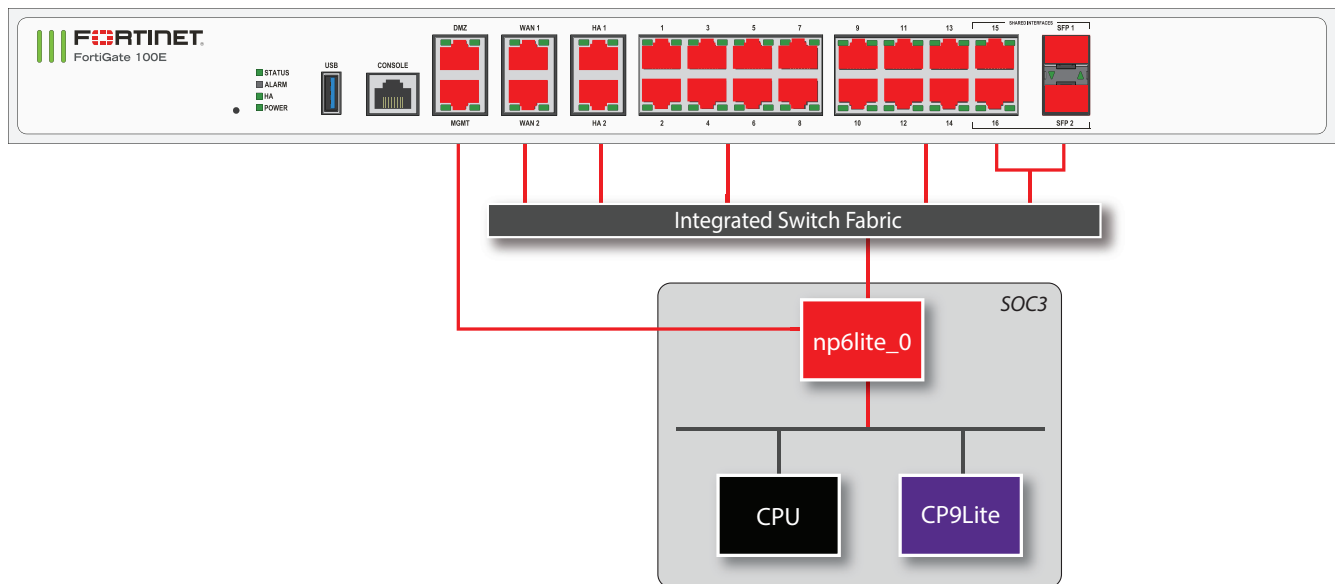 FORTINET
FortiGate 100E
STATUS
ALARM
HA
POWER
USB
CONSOLE
DMZ
MGMT
WAN 1
WAN 2
HA 1
HA 2
1 3 5 7
2 4 6 8
9 11 13 15
10 12 14 16
SHARED INTERFACES
SFP 1
SFP 2
Integrated Switch Fabric
SOC3
np6lite_0
CPU
CP9Lite